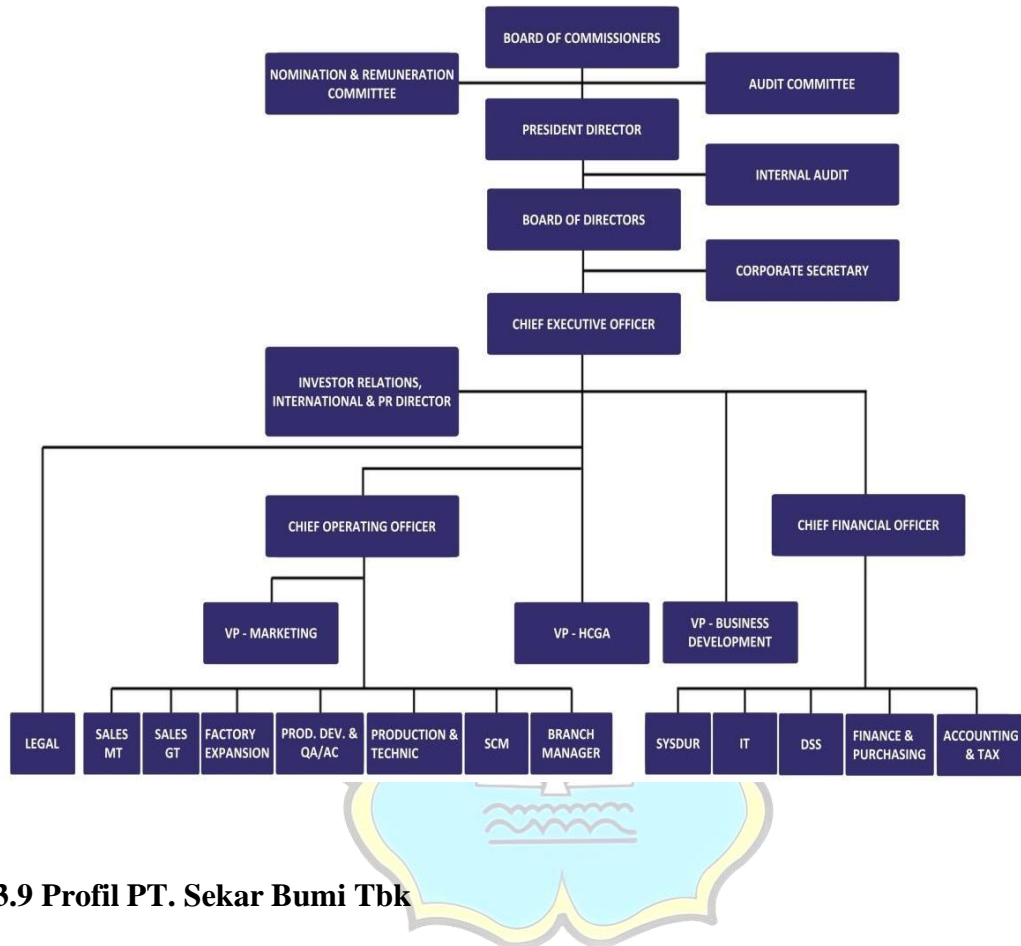 BOARD OF COMMISSIONERS
NOMINATION & REMUNERATION
COMMITTEE
AUDIT COMMITTEE
PRESIDENT DIRECTOR
INTERNAL AUDIT
BOARD OF DIRECTORS
CORPORATE SECRETARY
CHIEF EXECUTIVE OFFICER
INVESTOR RELATIONS,
INTERNATIONAL & PR DIRECTOR
CHIEF OPERATING OFFICER
CHIEF FINANCIAL OFFICER
VP - MARKETING
VP - HCGA
VP - BUSINESS
DEVELOPMENT
LEGAL
SALES
MT
SALES
GT
FACTORY
EXPANSION
PROD. DEV. &
QA/AC
PRODUCTION &
TECHNIC
SCM
BRANCH
MANAGER
SYSDUR
IT
DSS
FINANCE &
PURCHASING
ACCOUNTING
& TAX
3.9 Profil PT. Sekar Bumi Tbk